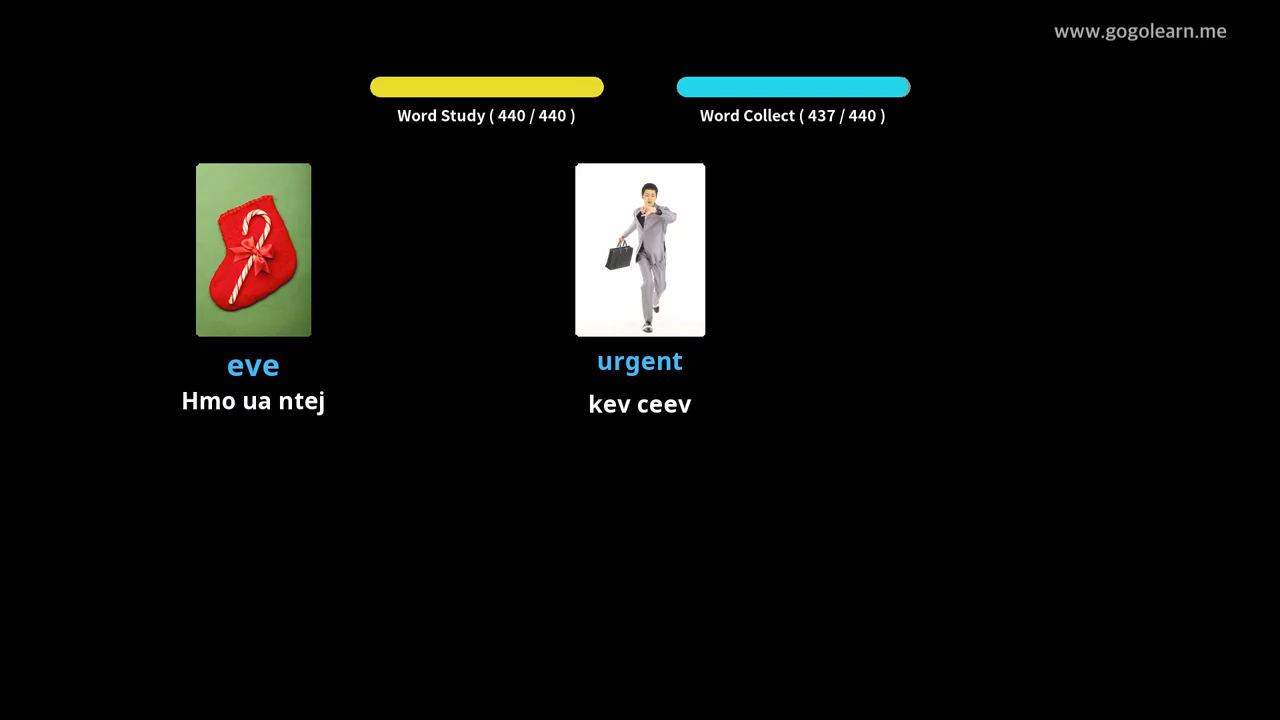 www.gogolearn.me
Word Study ( 440 / 440 )
Word Collect ( 437 / 440 )
eve
Hmo ua ntej
urgent
kev ceev